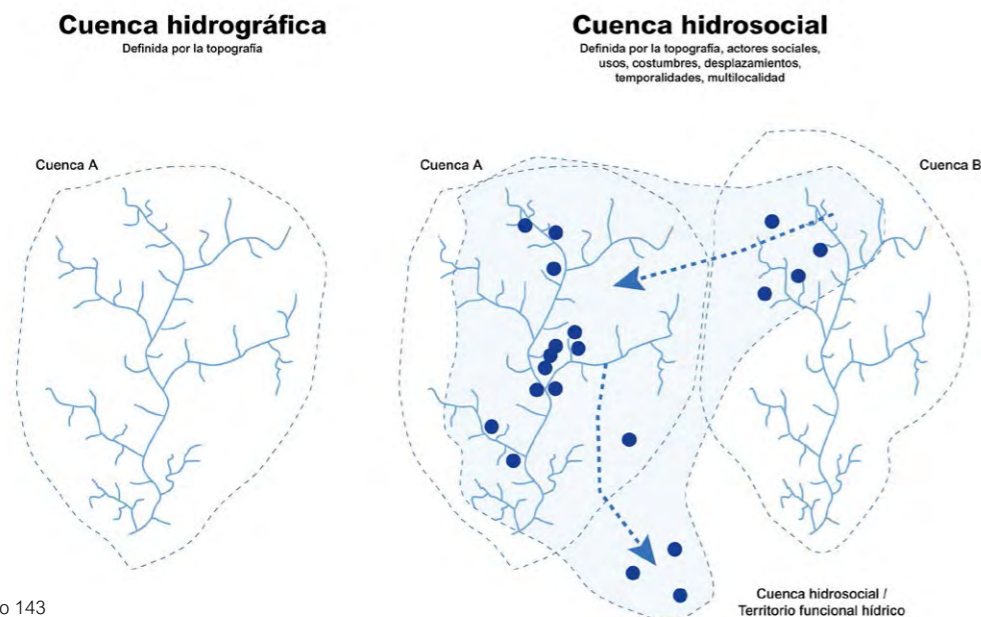 Cuenca hidrográfica
Definida por la topografía
Cuenca A
Cuenca hidrosocial
Definida por la topografía, actores sociales,
usos, costumbres, desplazamientos,
temporalidades, multilocalidad
Cuenca A
Cuenca B
Cuenca hidrosocial /
Territorio funcional hídrico
o 143